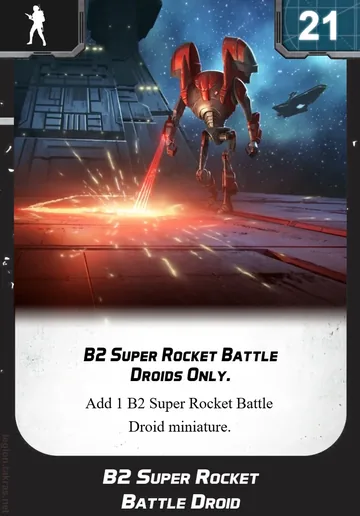 21
B2 Super Rocket Battle
Droids Only.
Add 1 B2 Super Rocket Battle
Droid miniature.
B2 Super Rocket
Battle Droid